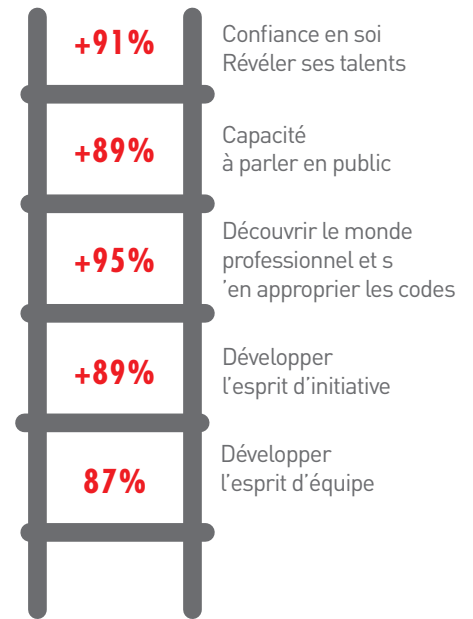 +91%
Confiance en soi
Révéler ses talents
+89%
Capacité
à parler en public
+95%
Découvrir le monde
professionnel et s
’en approprier les codes
+89%
Développer
l’esprit d’initiative
87%
Développer
l’esprit d’équipe